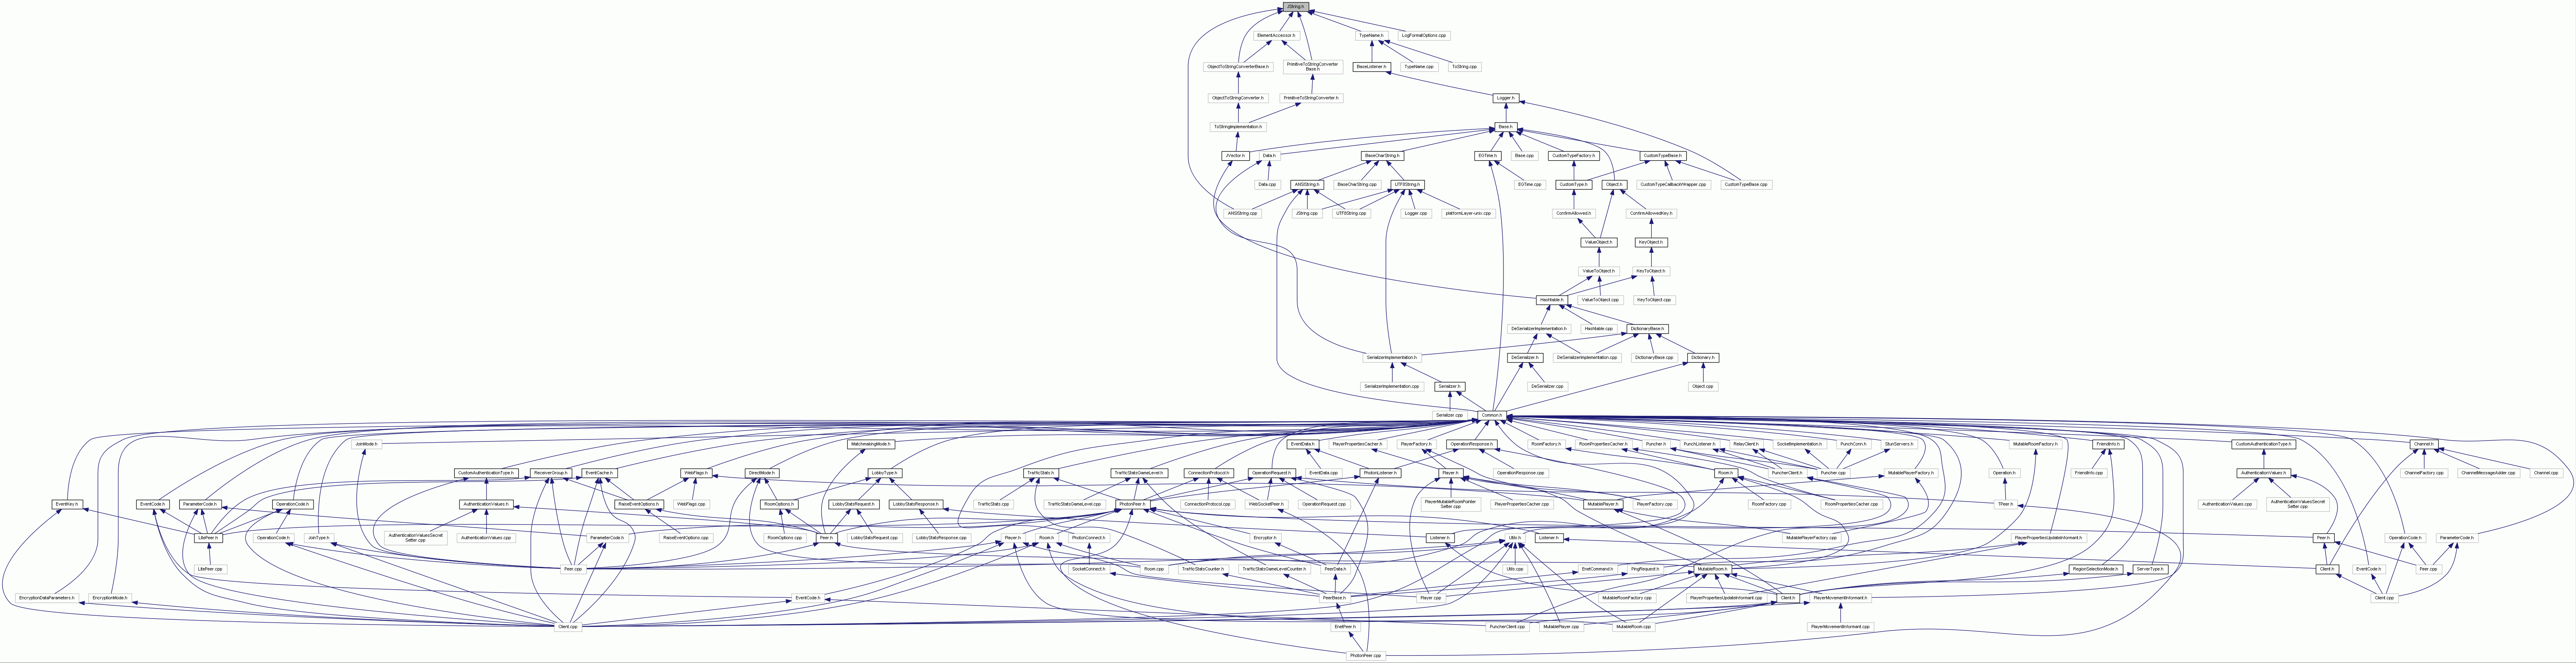 JString.h
ElementAccessor.h
TypeName.h
LogFormatOptions.cpp
ObjectToStringConverterBase.h
PrimitiveToStringConverter
Base.h
BaseListener.h
TypeName.cpp
ToString.cpp
ObjectToStringConverter.h
PrimitiveToStringConverter.h
Logger.h
ToStringImplementation.h
Base.h
JVector.h
Data.h
BaseCharString.h
EGTime.h
Base.cpp
CustomTypeFactory.h
CustomTypeBase.h
Data.cpp
ANSIString.h
BaseCharString.cpp
UTF8String.h
EGTime.cpp
CustomType.h
Object.h
CustomTypeCallbackWrapper.cpp
CustomTypeBase.cpp
ANSIString.cpp
JString.cpp
UTF8String.cpp
Logger.cpp
platformLayer-unix.cpp
ConfirmAllowed.h
ConfirmAllowedKey.h
ValueObject.h
KeyObject.h
ValueToObject.h
KeyToObject.h
Hashtable.h
ValueToObject.cpp
KeyToObject.cpp
DeSerializerImplementation.h
Hashtable.cpp
DictionaryBase.h
SerializerImplementation.h
DeSerializer.h
DeSerializerImplementation.cpp
DictionaryBase.cpp
Dictionary.h
SerializerImplementation.cpp
Serializer.h
DeSerializer.cpp
Object.cpp
Serializer.cpp
Common.h
JoinMode.h
MatchmakingMode.h
EventData.h
PlayerPropertiesCacher.h
PlayerFactory.h
OperationResponse.h
RoomFactory.h
RoomPropertiesCacher.h
Puncher.h
PunchListener.h
RelayClient.h
SocketImplementation.h
PunchConn.h
StunServers.h
MutableRoomFactory.h
FriendInfo.h
CustomAuthenticationType.h
Channel.h
CustomAuthenticationType.h
ReceiverGroup.h
EventCache.h
WebFlags.h
DirectMode.h
LobbyType.h
TrafficStats.h
TrafficStatsGameLevel.h
ConnectionProtocol.h
OperationRequest.h
EventData.cpp
PhotonListener.h
Player.h
OperationResponse.cpp
Room.h
PuncherClient.h
Puncher.cpp
MutablePlayerFactory.h
Operation.h
FriendInfo.cpp
AuthenticationValues.h
ChannelFactory.cpp
ChannelMessageAdder.cpp
Channel.cpp
EventKey.h
EventCode.h
ParameterCode.h
OperationCode.h
AuthenticationValues.h
RaiseEventOptions.h
WebFlags.cpp
RoomOptions.h
LobbyStatsRequest.h
LobbyStatsResponse.h
TrafficStats.cpp
TrafficStatsGameLevel.cpp
PhotonPeer.h
ConnectionProtocol.cpp
WebSocketPeer.h
OperationRequest.cpp
PlayerMutableRoomPointer
Setter.cpp
PlayerPropertiesCacher.cpp
MutablePlayer.h
PlayerFactory.cpp
RoomFactory.cpp
RoomPropertiesCacher.cpp
TPeer.h
AuthenticationValues.cpp
AuthenticationValuesSecret
Setter.cpp
LitePeer.h
OperationCode.h
JoinType.h
AuthenticationValuesSecret
Setter.cpp
AuthenticationValues.cpp
ParameterCode.h
RaiseEventOptions.cpp
RoomOptions.cpp
Peer.h
LobbyStatsRequest.cpp
LobbyStatsResponse.cpp
Player.h
Room.h
PhotonConnect.h
Encryptor.h
Listener.h
Utils.h
Listener.h
MutablePlayerFactory.cpp
PlayerPropertiesUpdateInformant.h
Peer.h
OperationCode.h
ParameterCode.h
LitePeer.cpp
Peer.cpp
SocketConnect.h
Room.cpp
TrafficStatsCounter.h
TrafficStatsGameLevelCounter.h
PeerData.h
Utils.cpp
EnetCommand.h
PingRequest.h
MutableRoom.h
RegionSelectionMode.h
ServerType.h
Client.h
EventCode.h
Peer.cpp
EncryptionDataParameters.h
EncryptionMode.h
EventCode.h
PeerBase.h
Player.cpp
MutableRoomFactory.cpp
PlayerPropertiesUpdateInformant.cpp
Client.h
PlayerMovementInformant.h
Client.cpp
Client.cpp
EnetPeer.h
PuncherClient.cpp
MutablePlayer.cpp
MutableRoom.cpp
PlayerMovementInformant.cpp
PhotonPeer.cpp